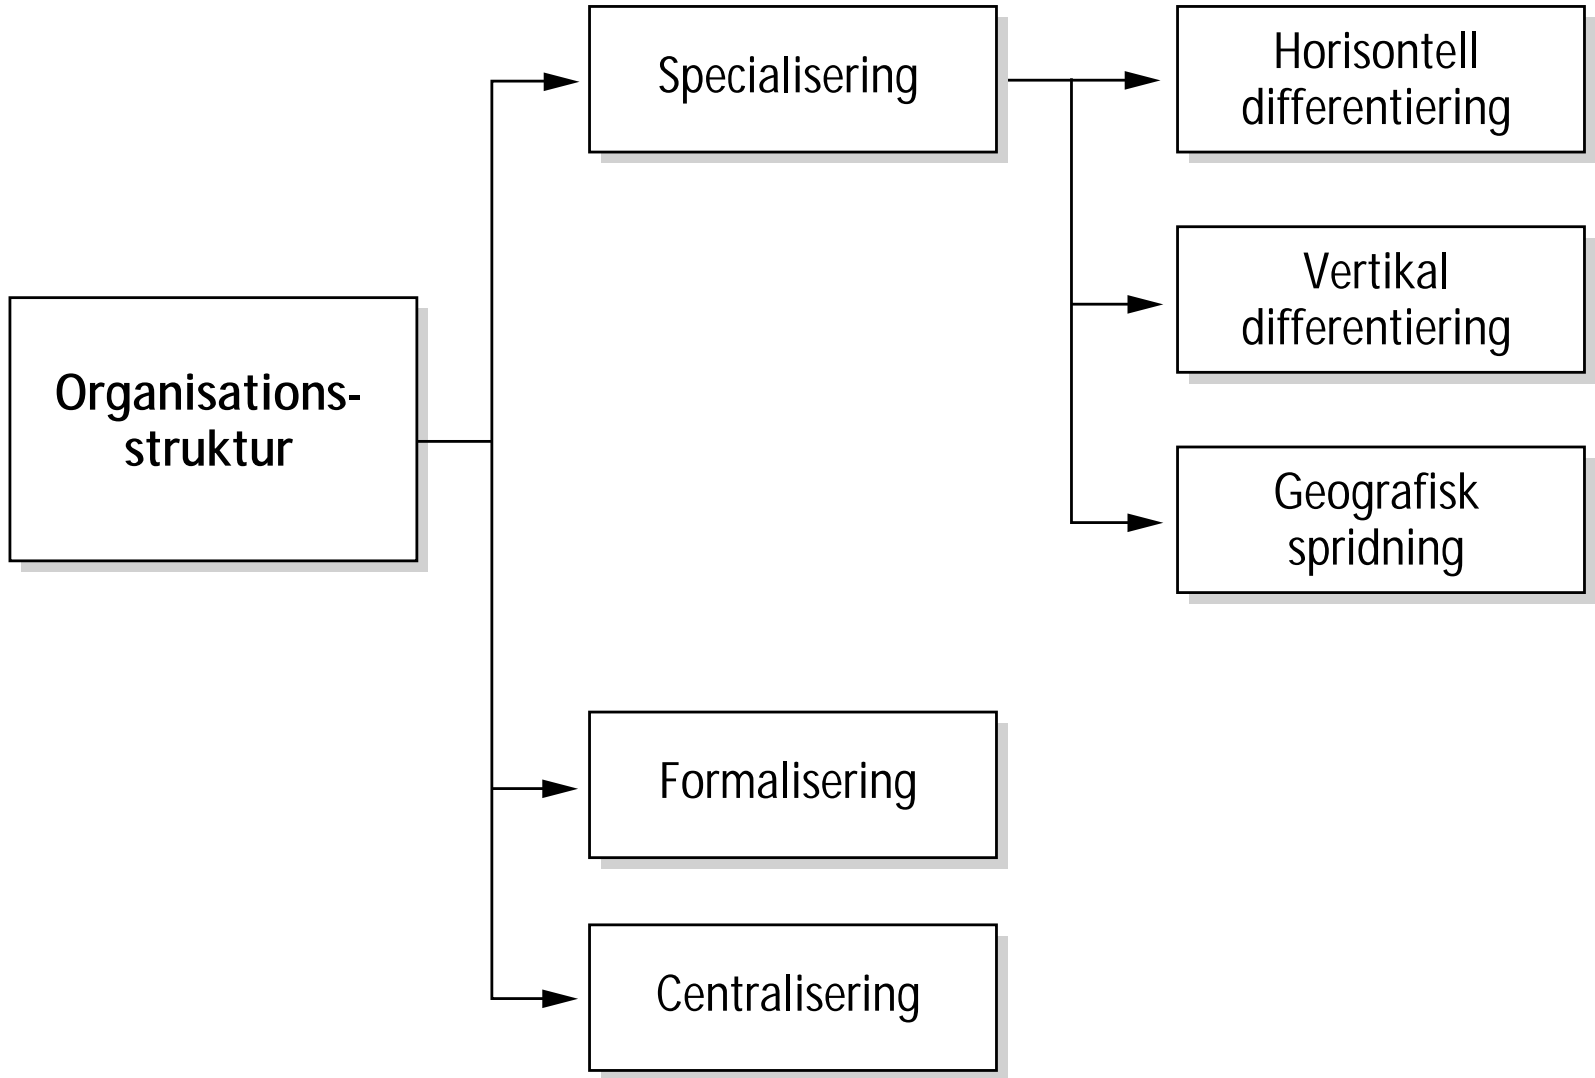 Organisations-
struktur
Specialisering
Horisontell
differentiering
Vertikal
differentiering
Geografisk
spridning
Formalisering
Centralisering